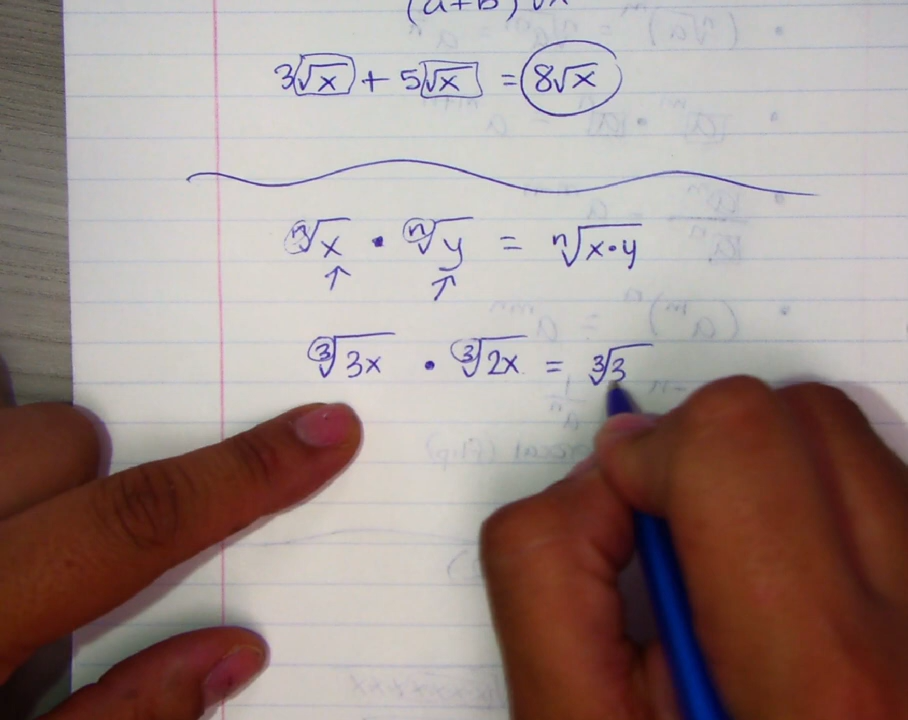 (a+b)√x
3√x + 5√x = 8√x
ⁿ√x • ⁿ√y = ⁿ√x•y
↑ ↑
³√3x • ³√2x = ³√3